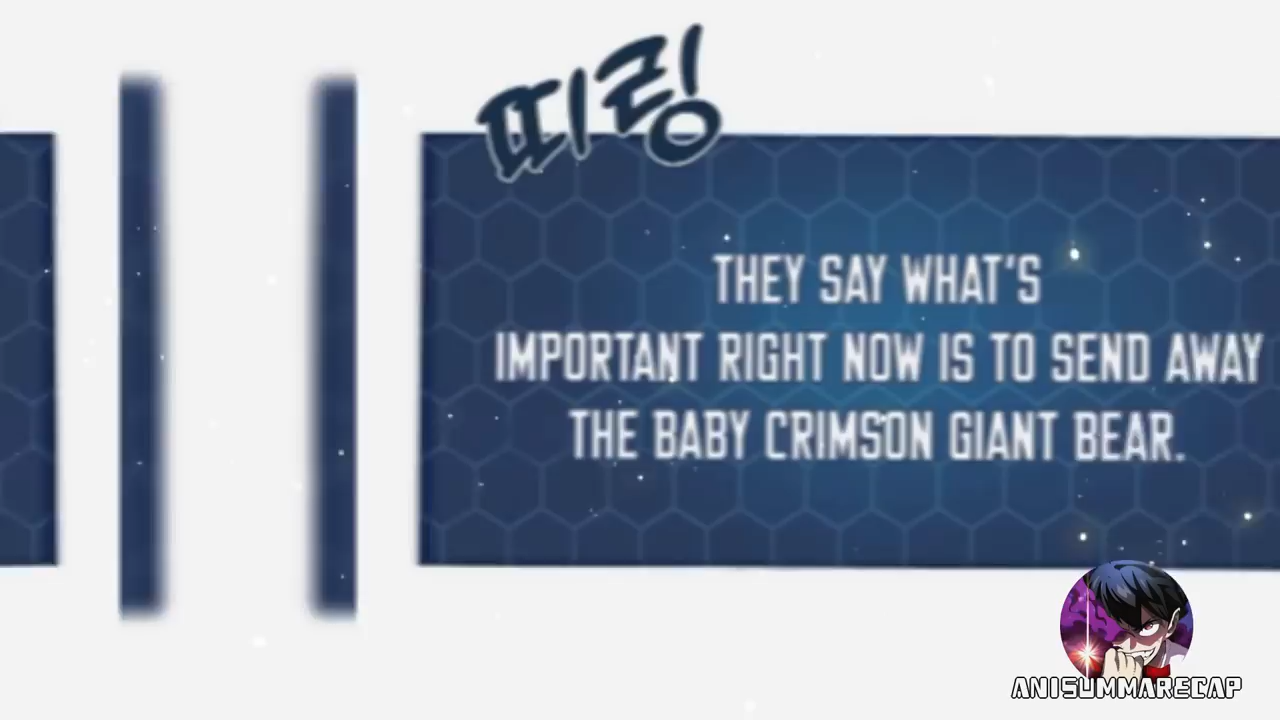 띠링
THEY SAY WHAT'S
IMPORTANT RIGHT NOW IS TO SEND AWAY
THE BABY CRIMSON GIANT BEAR.
ANISUMMARECAP